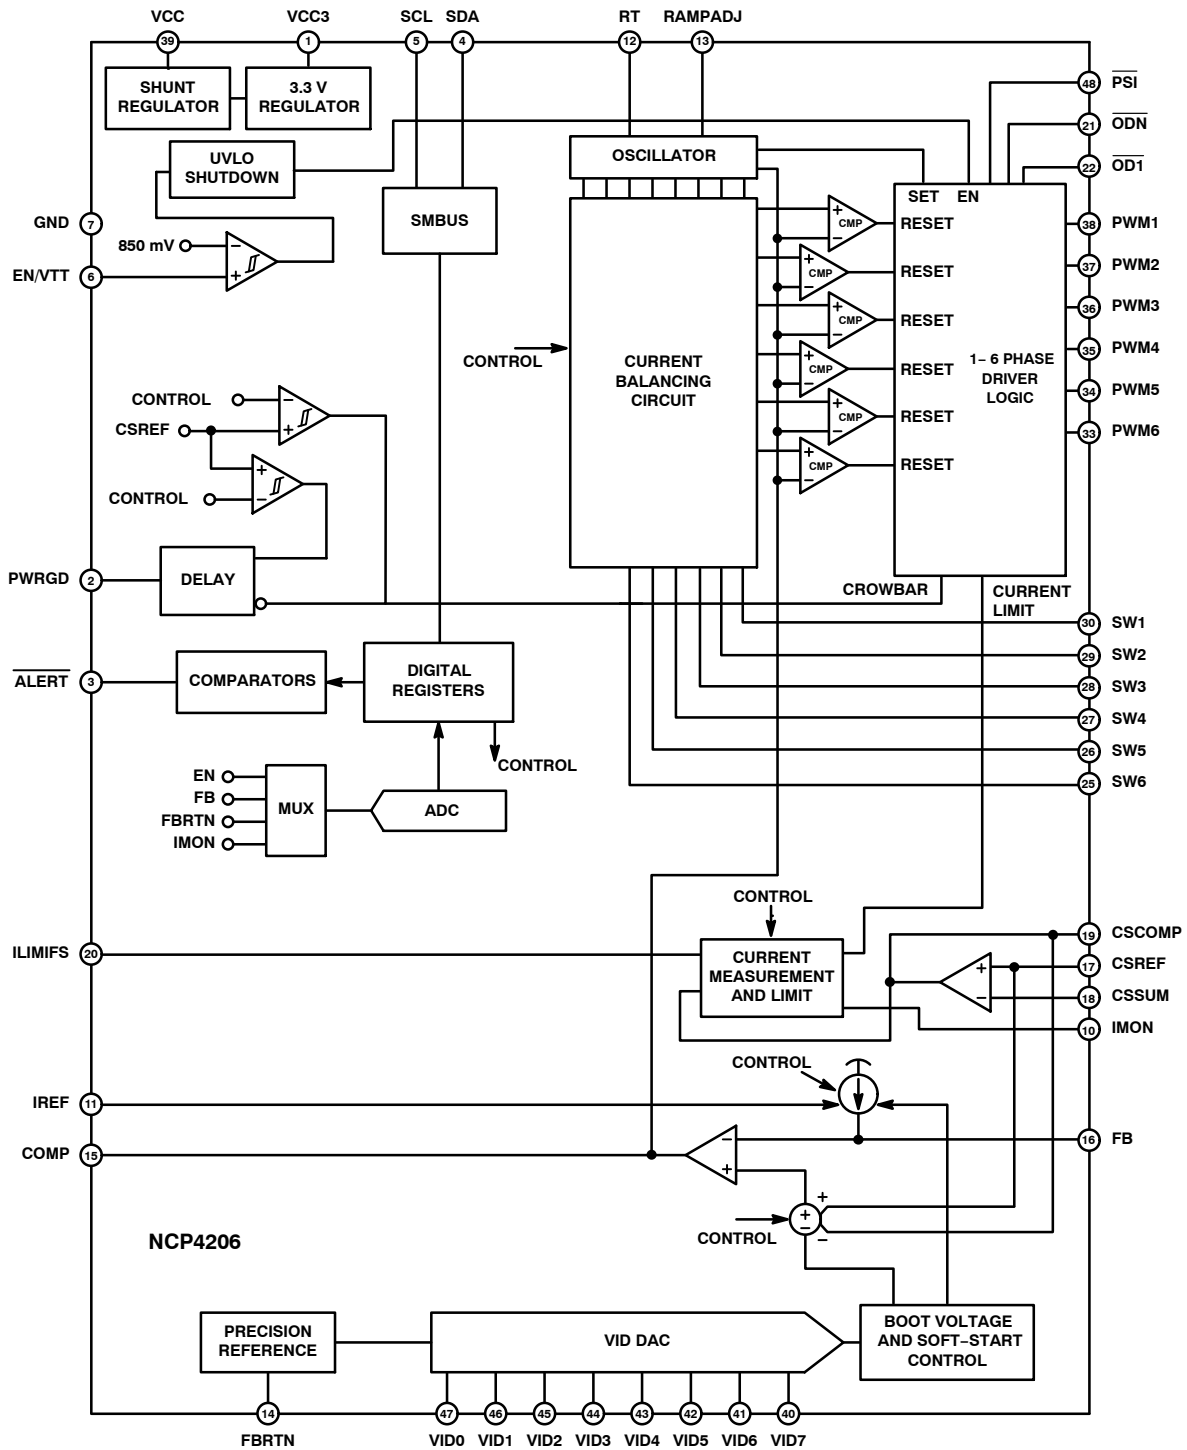 VCC VCC3 SCL SDA RT RAMPADJ
39 1 5 4 12 13
SHUNT
REGULATOR
3.3 V
REGULATOR
UVLO
SHUTDOWN
SMBUS
OSCILLATOR
48 PSI
21 ODN
22 OD1
SET EN
GND 7
850 mV − +
EN/VTT 6
CONTROL
CURRENT
BALANCING
CIRCUIT
+ − CMP RESET
+ − CMP RESET
+ − CMP RESET
+ − CMP RESET
+ − CMP RESET
+ − CMP RESET
1− 6 PHASE
DRIVER
LOGIC
38 PWM1
37 PWM2
36 PWM3
35 PWM4
34 PWM5
33 PWM6
CONTROL −
CSREF +
+
CONTROL −
PWRGD 2
DELAY
CROWBAR
CURRENT
LIMIT
30 SW1
29 SW2
28 SW3
27 SW4
26 SW5
25 SW6
ALERT 3
COMPARATORS
DIGITAL
REGISTERS
CONTROL
EN
FB
FBRTN
IMON
MUX
ADC
CONTROL
ILIMIFS 20
CURRENT
MEASUREMENT
AND LIMIT
+ −
19 CSCOMP
17 CSREF
18 CSSUM
10 IMON
CONTROL
IREF 11
COMP 15
− +
16 FB
CONTROL
+ −
+
−
NCP4206
PRECISION
REFERENCE
VID DAC
BOOT VOLTAGE
AND SOFT−START
CONTROL
14 47 46 45 44 43 42 41 40
FBRTN VID0 VID1 VID2 VID3 VID4 VID5 VID6 VID7